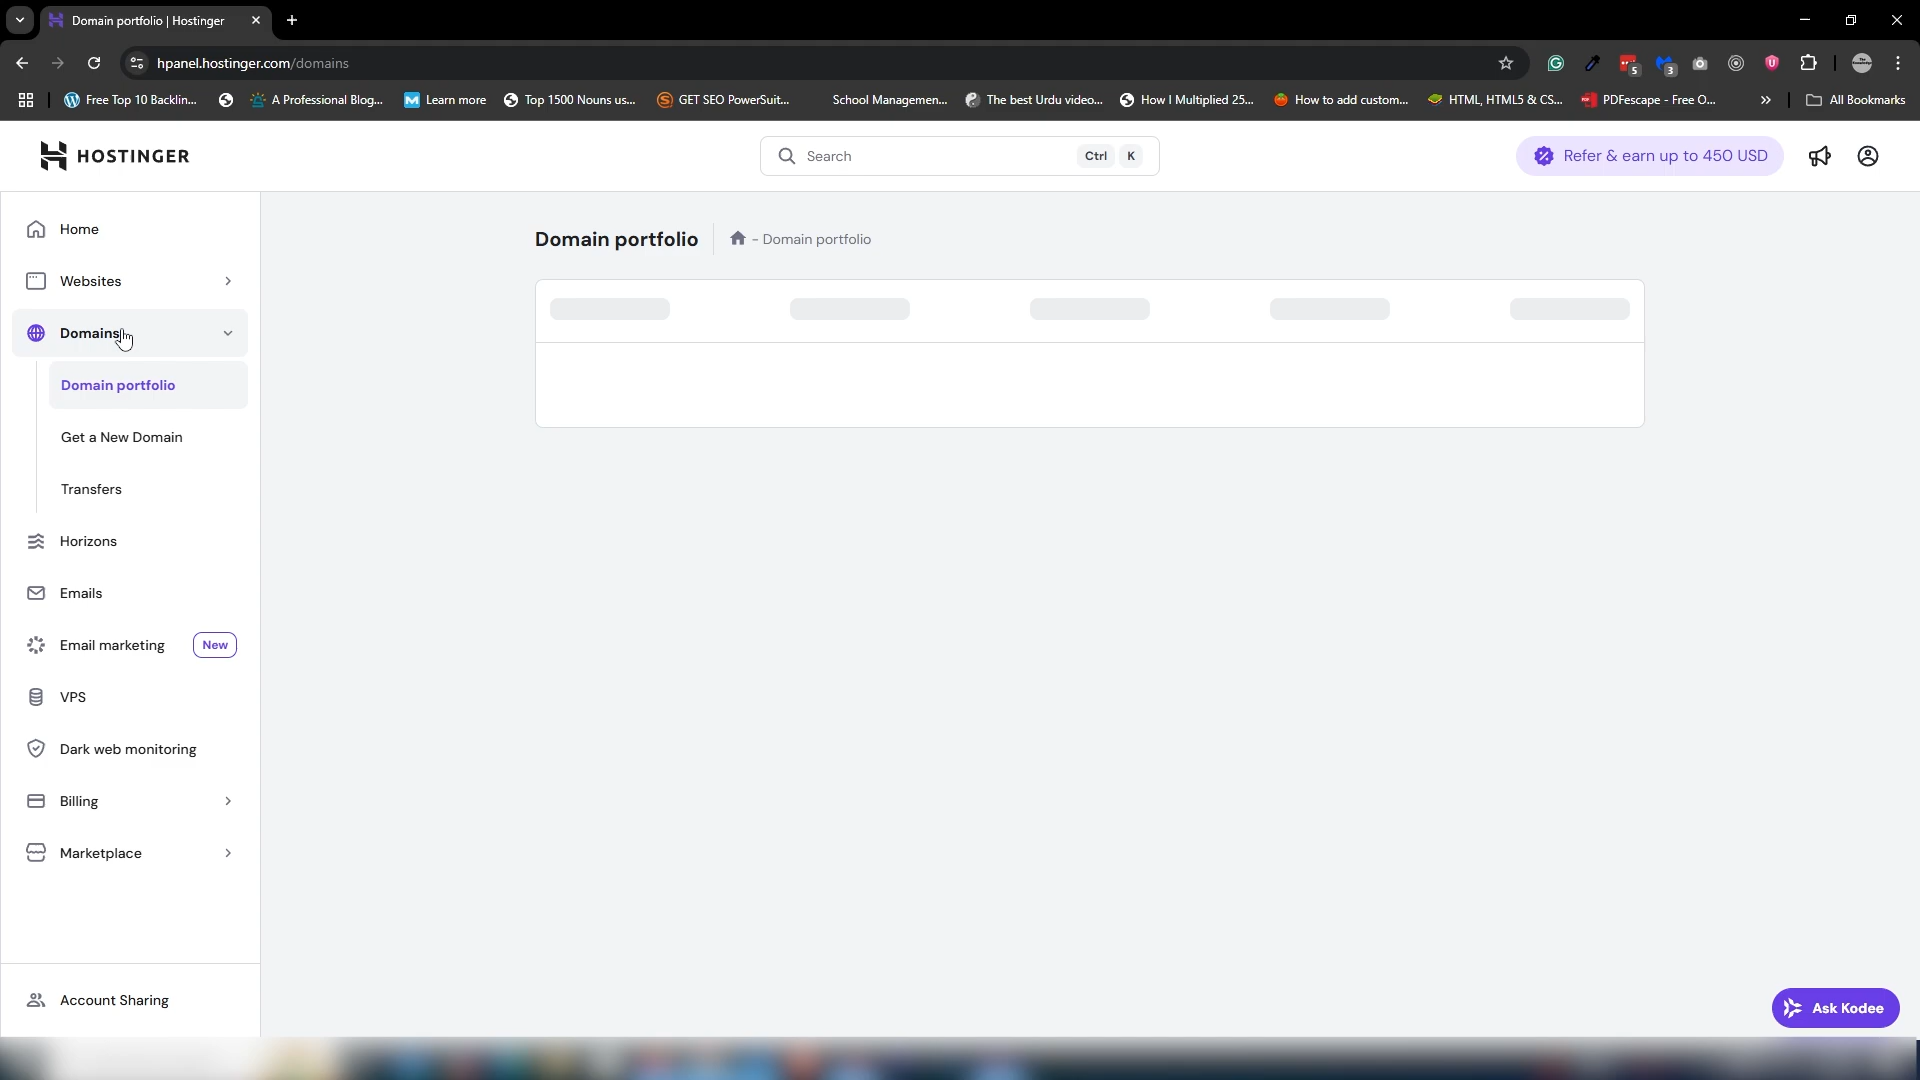 Domain portfolio | Hostinger
hpanel.hostinger.com/domains
5
3
U
Free Top 10 Backlin...
A Professional Blog...
Learn more
Top 1500 Nouns us...
GET SEO PowerSuit...
School Managemen...
The best Urdu video...
How I Multiplied 25...
How to add custom...
HTML, HTML5 & CS...
PDFescape - Free O...
All Bookmarks
HOSTINGER
Search
Ctrl
K
Refer & earn up to 450 USD
Home
Websites
Domains
Domain portfolio
Get a New Domain
Transfers
Horizons
Emails
Email marketing
New
VPS
Dark web monitoring
Billing
Marketplace
Account Sharing
Domain portfolio
- Domain portfolio
Ask Kodee